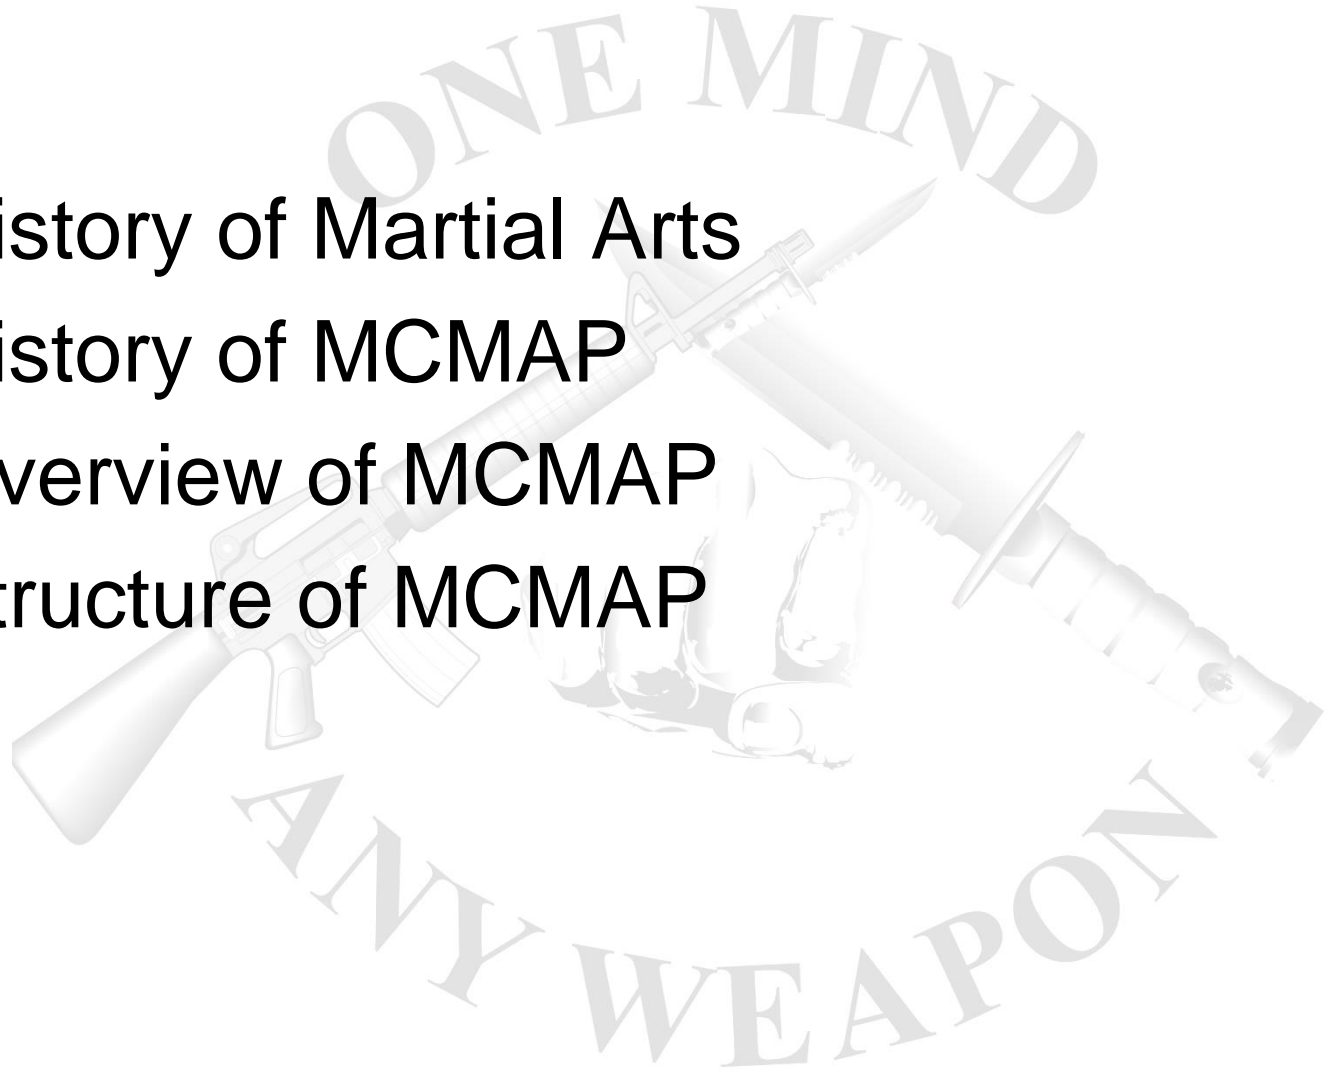 ONE MIND
istory of Martial Arts
istory of MCMAP
verview of MCMAP
tructure of MCMAP
ANY WEAPON